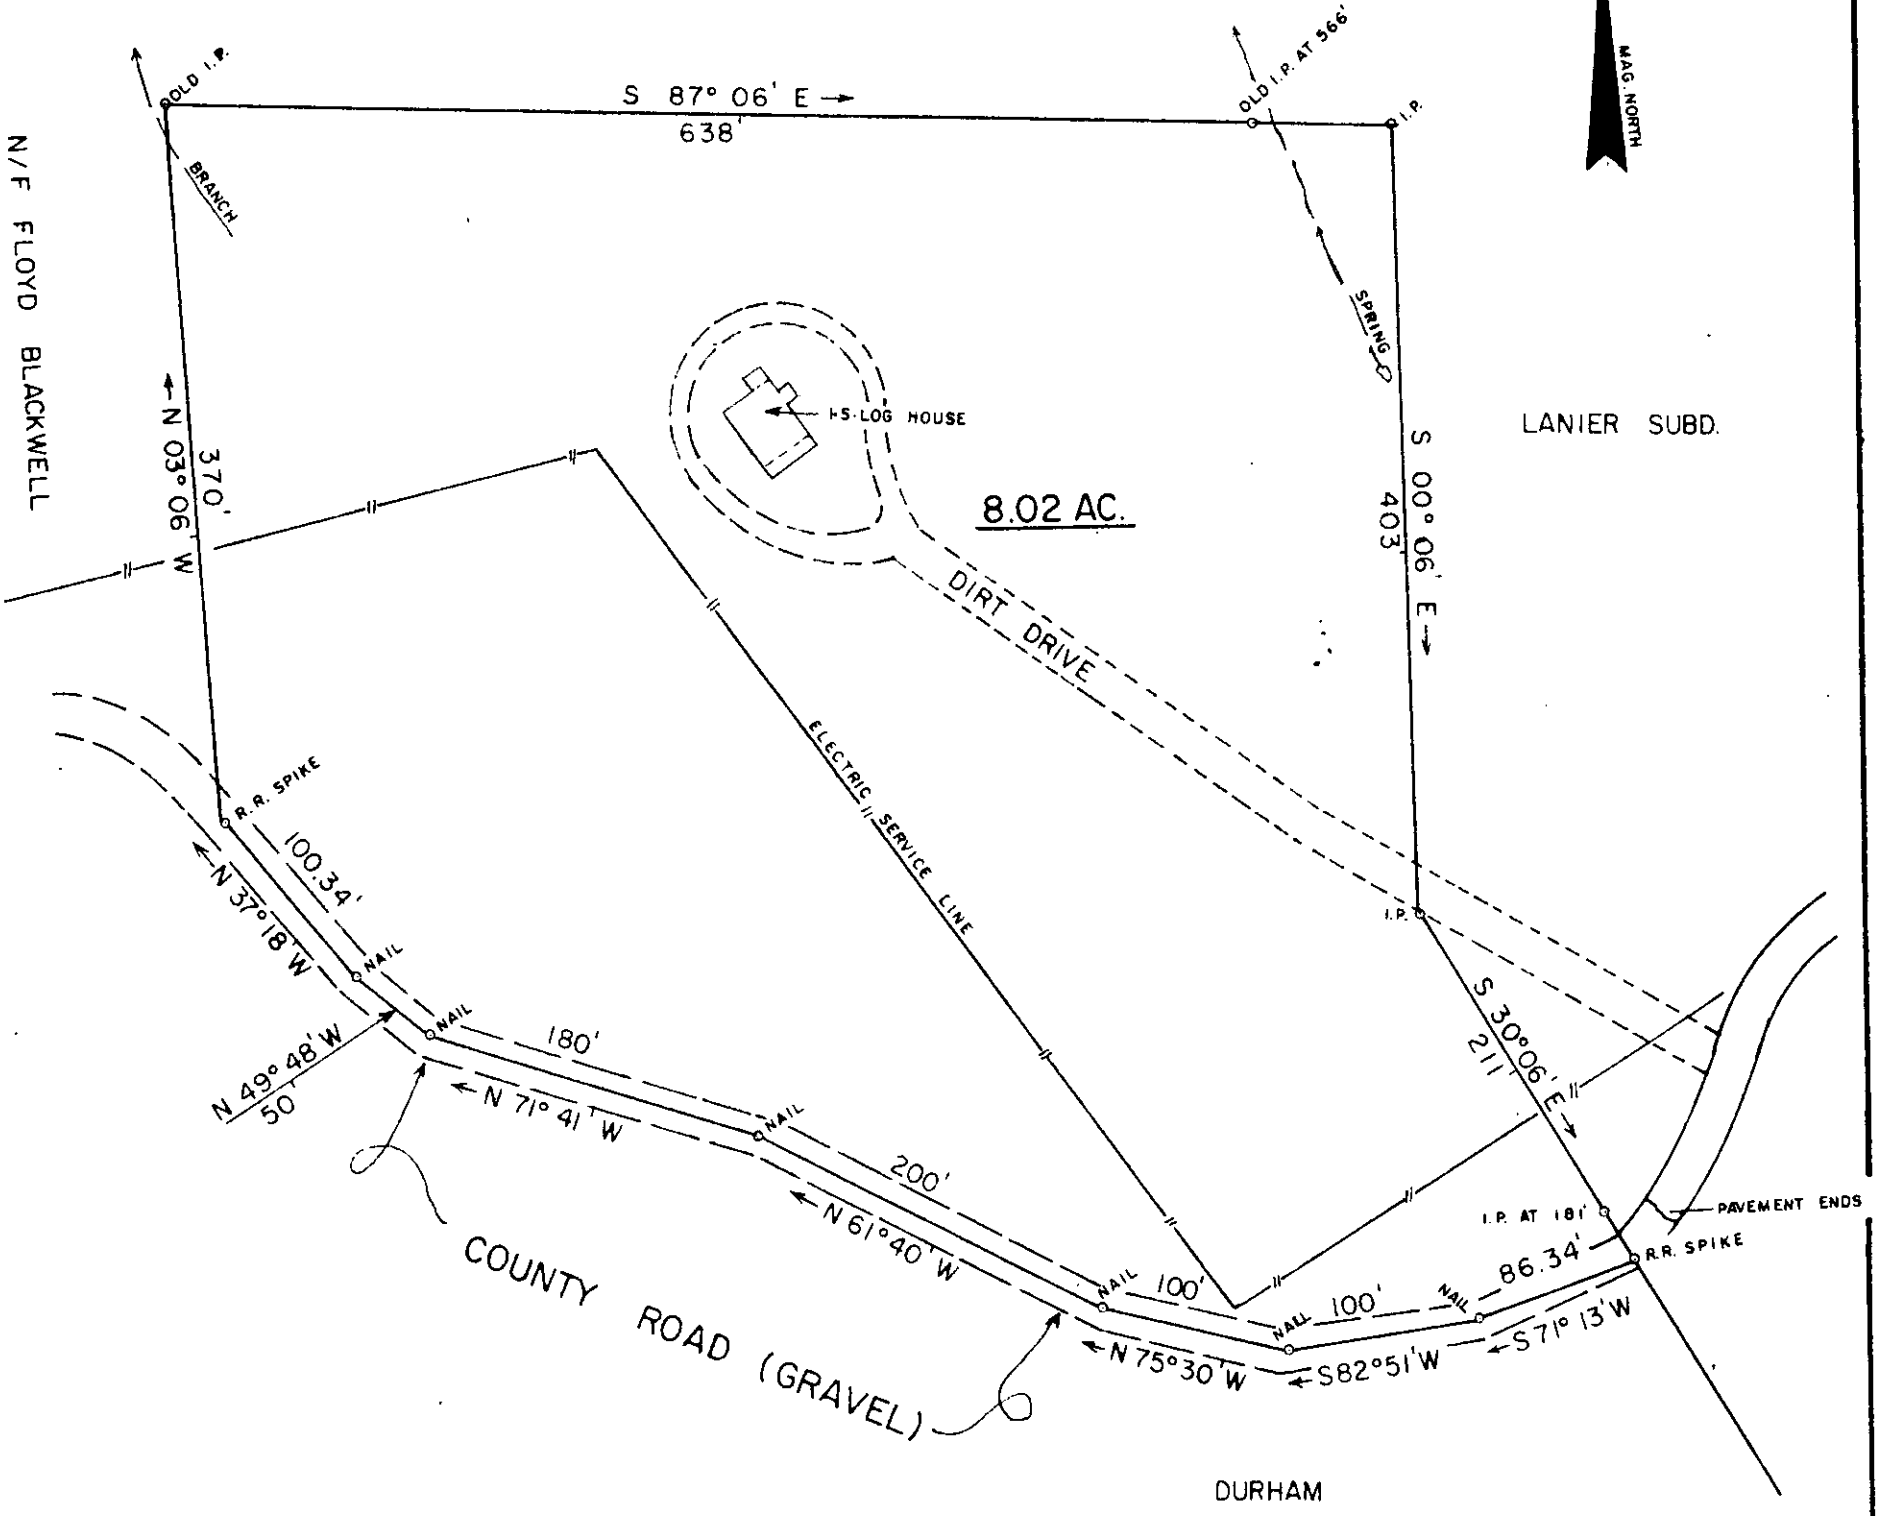 OLD I.P.
S 87° 06' E →
638'
OLD I.P. AT 566'
I.P.
MAG. NORTH
N/F FLOYD BLACKWELL
BRANCH
SPRING
← N 03° 06' W
370'
1-S-LOG HOUSE
8.02 AC.
S 00° 06' E →
403'
LANIER SUBD.
DIRT DRIVE
ELECTRIC SERVICE LINE
R.R. SPIKE
100.34'
← N 37° 18' W
NAIL
N 49° 48' W
50'
NAIL
180'
← N 71° 41' W
NAIL
200'
← N 61° 40' W
NAIL
100'
← N 75° 30' W
NAIL
100'
← S 82° 51' W
NAIL
86.34'
← S 71° 13' W
I.P.
S 30° 06' E →
211'
I.P. AT 181'
R.R. SPIKE
PAVEMENT ENDS
COUNTY ROAD (GRAVEL)
DURHAM